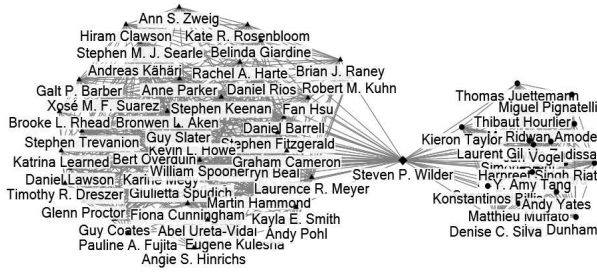 Ann S. Zweig
Hiram Clawson Kate R. Rosenbloom
Stephen M. J. Searle Belinda Giardine
Andreas Kähäri Rachel A. Harte Brian J. Raney
Galt P. Barber Anne Parker Daniel Rios Robert M. Kuhn
Xosé M. F. Suarez Stephen Keenan Fan Hsu
Brooke L. Rhead Bronwen L. Aken
Guy Slater Daniel Barrell
Stephen Trevanion Kevin L. Stephen Fitzgerald
Katrina Learned Bert Overduin Graham Cameron
William Spooner Beal
Daniel Lawson Karine Megy
Timothy R. Dreszer Giulietta Spudich Laurence R. Meyer
Martin Hammond
Glenn Proctor Fiona Cunningham Kayla E. Smith
Guy Coates Abel Ureta-Vidal Andy Pohl
Pauline A. Fujita Eugene Kulesha
Angie S. Hinrichs
Steven P. Wilder
Thomas Juettemann
Miguel Pignatelli
Thibaut Hourlier
Kieron Taylor Ridwan Amode
Laurent Gil Vogel
Harpreet Singh Riat
Y. Amy Tang
Konstantinos
Andy Yates
Matthieu Muffato
Denise C. Silva Dunham